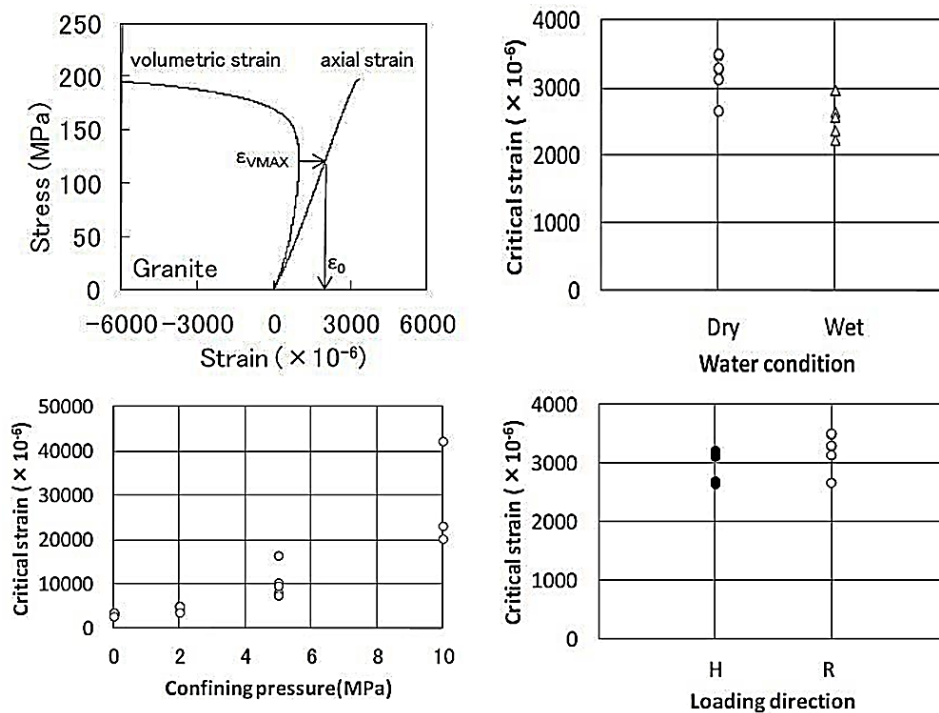 250
200
150
100
50
0
Stress (MPa)
volumetric strain
axial strain
εVMAX
ε0
Granite
−6000 −3000 0 3000 6000
Strain (×10⁻⁶)
4000
3000
2000
1000
0
Critical strain (×10⁻⁶)
Dry Wet
Water condition
50000
40000
30000
20000
10000
0
Critical strain (×10⁻⁶)
0 2 4 6 8 10
Confining pressure(MPa)
4000
3000
2000
1000
0
Critical strain (×10⁻⁶)
H R
Loading direction